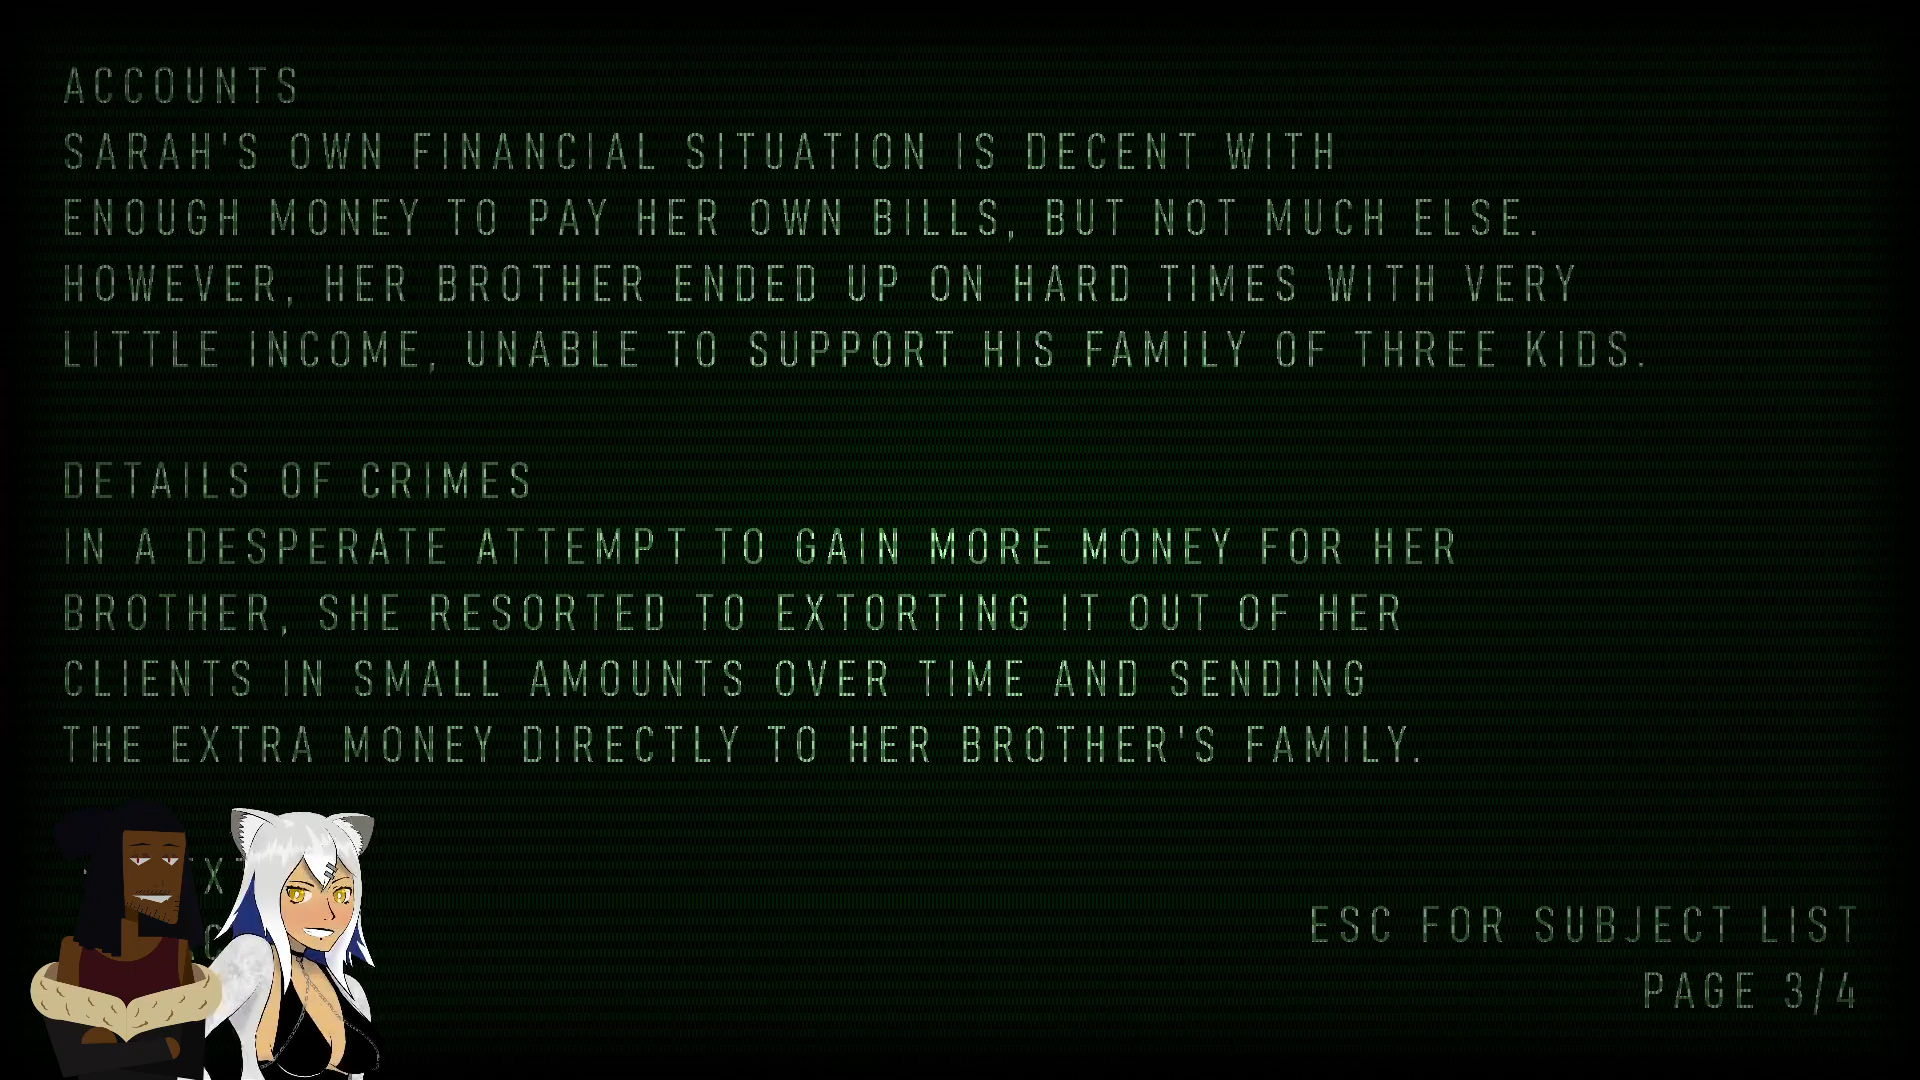 ACCOUNTS
SARAH'S OWN FINANCIAL SITUATION IS DECENT WITH
ENOUGH MONEY TO PAY HER OWN BILLS, BUT NOT MUCH ELSE.
HOWEVER, HER BROTHER ENDED UP ON HARD TIMES WITH VERY
LITTLE INCOME, UNABLE TO SUPPORT HIS FAMILY OF THREE KIDS.
DETAILS OF CRIMES
IN A DESPERATE ATTEMPT TO GAIN MORE MONEY FOR HER
BROTHER, SHE RESORTED TO EXTORTING IT OUT OF HER
CLIENTS IN SMALL AMOUNTS OVER TIME AND SENDING
THE EXTRA MONEY DIRECTLY TO HER BROTHER'S FAMILY.
ESC FOR SUBJECT LIST
PAGE 3/4